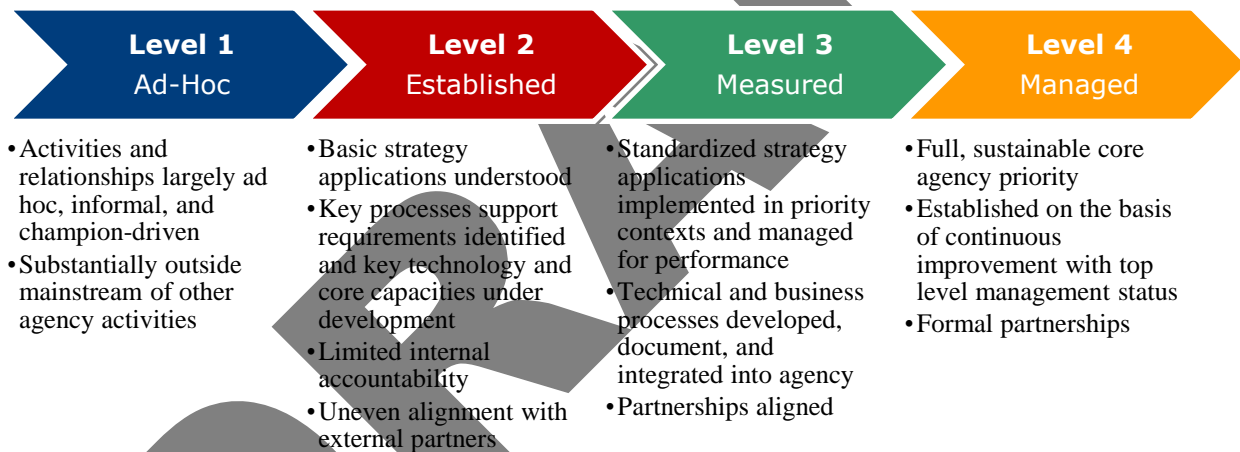 Level 1
Ad-Hoc
•Activities and
relationships largely ad
hoc, informal, and
champion-driven
•Substantially outside
mainstream of other
agency activities
Level 2
Established
•Basic strategy
applications understood
•Key processes support
requirements identified
and key technology and
core capacities under
development
•Limited internal
accountability
•Uneven alignment with
external partners
Level 3
Measured
•Standardized strategy
applications
implemented in priority
contexts and managed
for performance
•Technical and business
processes developed,
document, and
integrated into agency
•Partnerships aligned
Level 4
Managed
•Full, sustainable core
agency priority
•Established on the basis
of continuous
improvement with top
level management status
•Formal partnerships